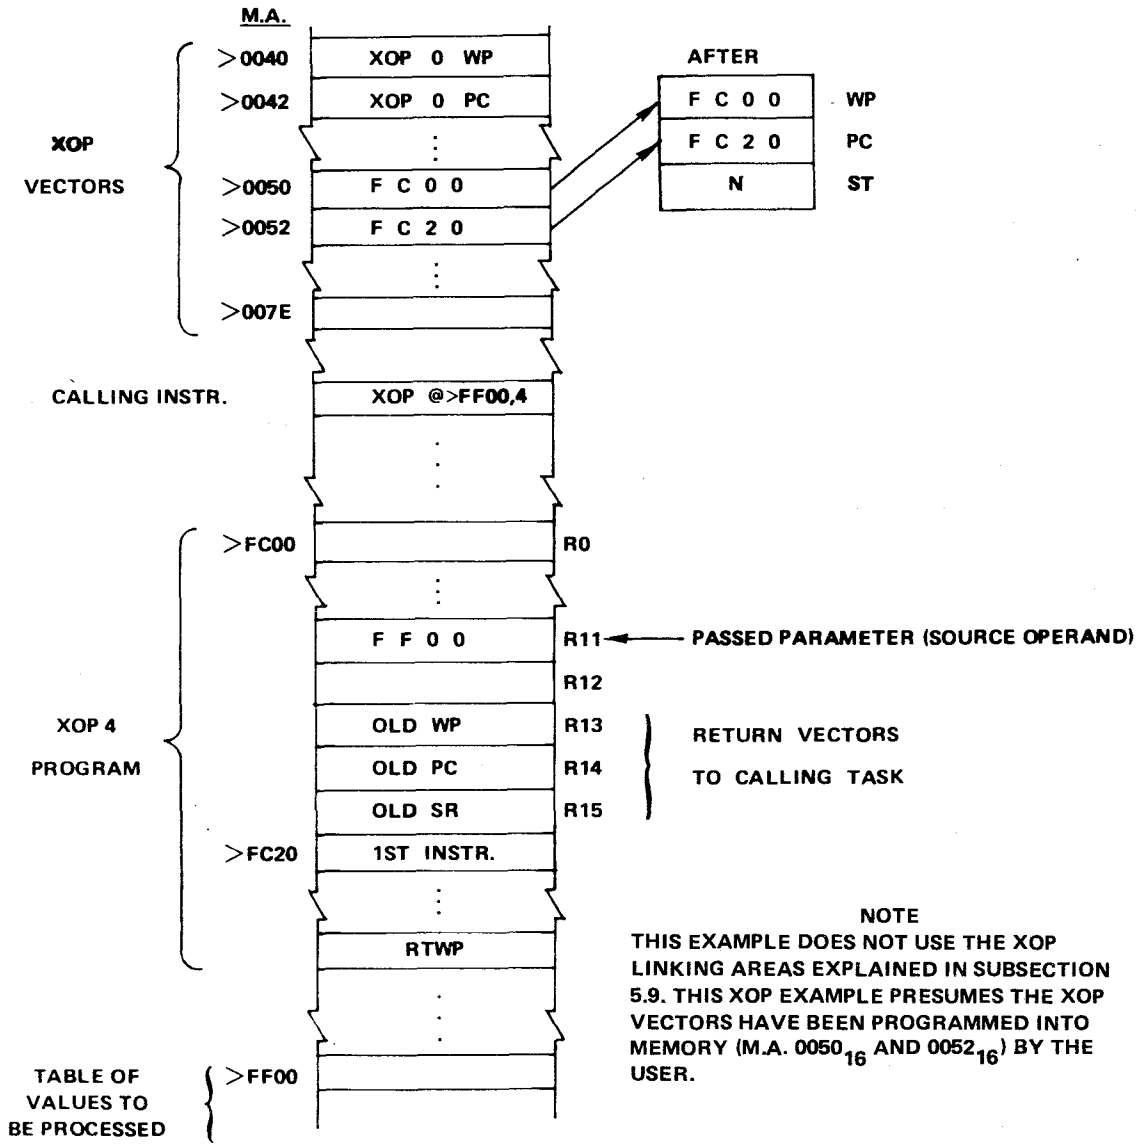 M.A.
>0040 XOP 0 WP
>0042 XOP 0 PC
XOP
VECTORS
>0050 F C 0 0
>0052 F C 2 0
>007E
AFTER
F C 0 0 WP
F C 2 0 PC
N ST
CALLING INSTR. XOP @>FF00,4
>FC00 R0
F F 0 0 R11 PASSED PARAMETER (SOURCE OPERAND)
R12
XOP 4
PROGRAM
OLD WP R13
OLD PC R14
OLD SR R15
RETURN VECTORS
TO CALLING TASK
>FC20 1ST INSTR.
RTWP
NOTE
THIS EXAMPLE DOES NOT USE THE XOP
LINKING AREAS EXPLAINED IN SUBSECTION
5.9. THIS XOP EXAMPLE PRESUMES THE XOP
VECTORS HAVE BEEN PROGRAMMED INTO
MEMORY (M.A. 0050₁₆ AND 0052₁₆) BY THE
USER.
TABLE OF
VALUES TO
BE PROCESSED
>FF00